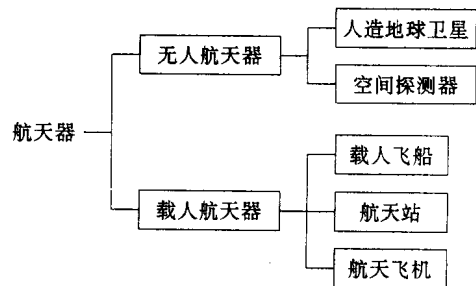 航天器
无人航天器
人造地球卫星
空间探测器
载人航天器
载人飞船
航天站
航天飞机